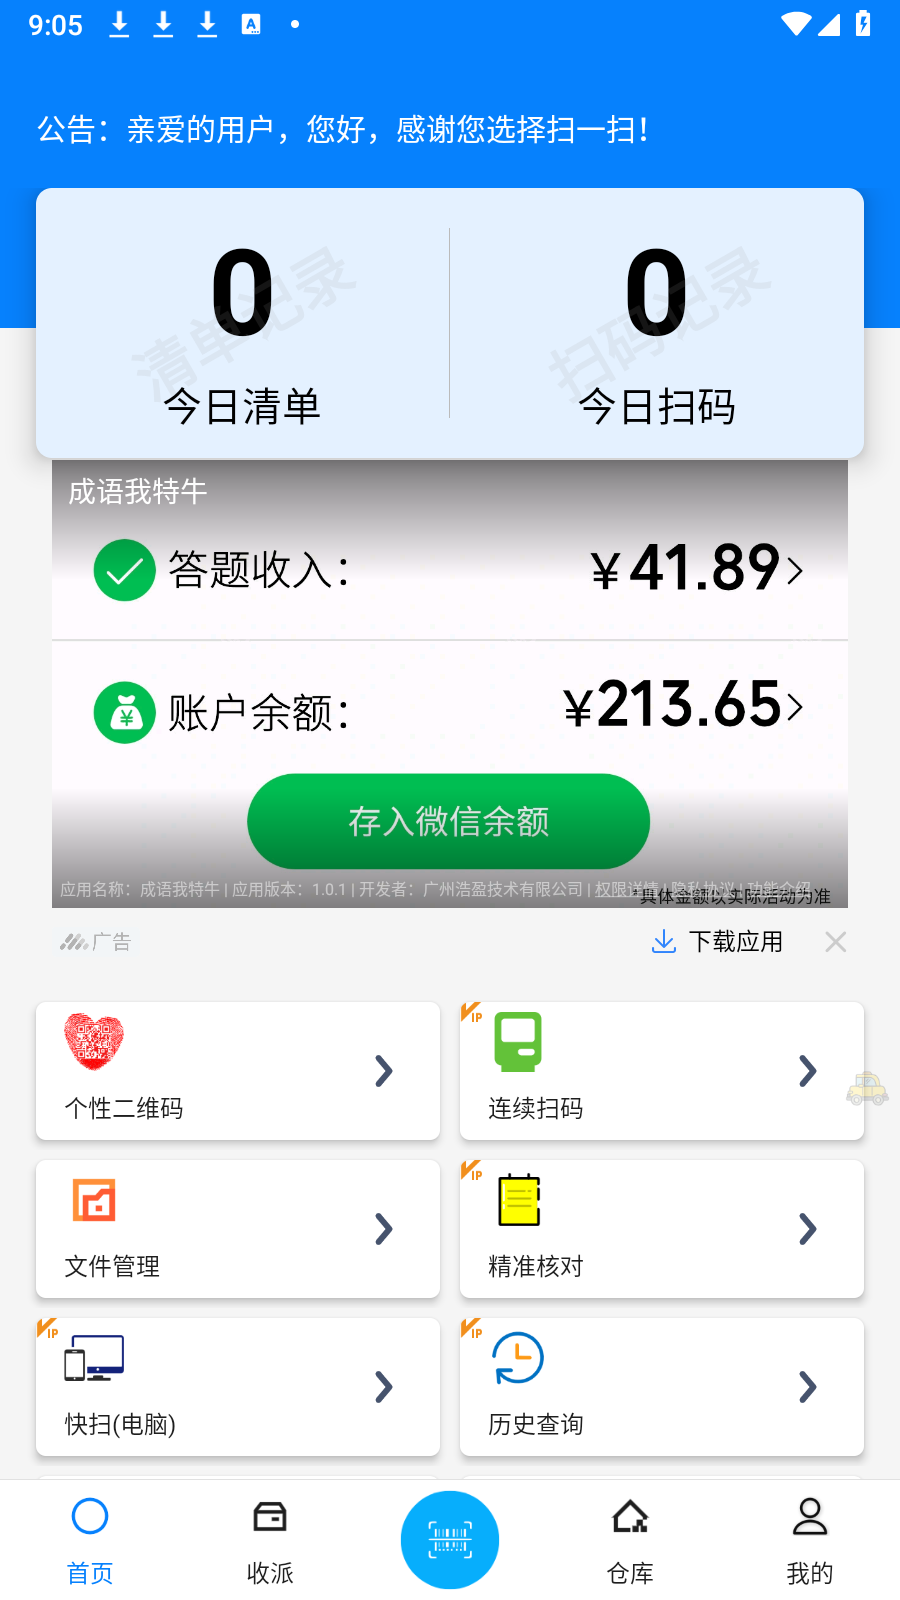 9:05
公告：亲爱的用户，您好，感谢您选择扫一扫！
0
0
清单记录
扫码记录
今日清单
今日扫码
成语我特牛
答题收入：
¥41.89
账户余额：
¥213.65
存入微信余额
应用名称：成语我特牛 | 应用版本：1.0.1 | 开发者：广州浩盈技术有限公司 | 权限详情 | 隐私协议 | 功能介绍
具体金额以实际活动为准
广告
下载应用
个性二维码
VIP
连续扫码
文件管理
VIP
精准核对
VIP
快扫(电脑)
VIP
历史查询
首页
收派
仓库
我的